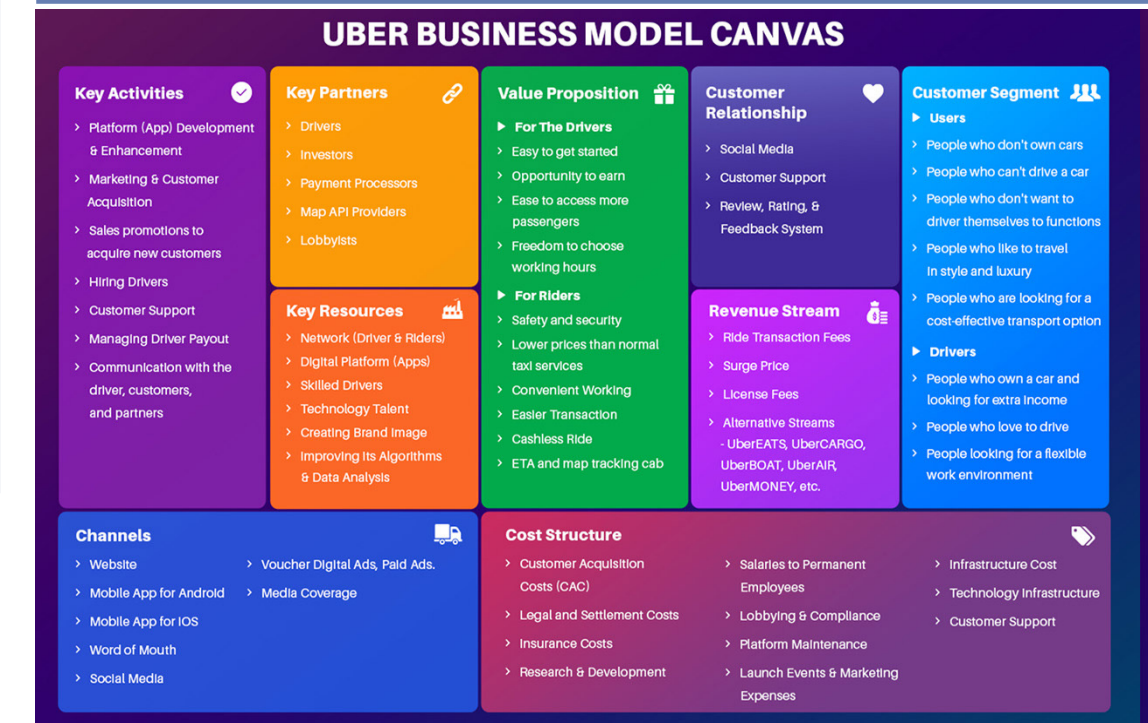 UBER BUSINESS MODEL CANVAS
Key Activities
Platform (App) Development
& Enhancement
Marketing & Customer
Acquisition
Sales promotions to
acquire new customers
Hiring Drivers
Customer Support
Managing Driver Payout
Communication with the
driver, customers,
and partners
Key Partners
Drivers
Investors
Payment Processors
Map API Providers
Lobbyists
Key Resources
Network (Driver & Riders)
Digital Platform (Apps)
Skilled Drivers
Technology Talent
Creating Brand Image
Improving Its Algorithms
& Data Analysis
Value Proposition
For The Drivers
Easy to get started
Opportunity to earn
Ease to access more
passengers
Freedom to choose
working hours
For Riders
Safety and security
Lower prices than normal
taxi services
Convenient Working
Easier Transaction
Cashless Ride
ETA and map tracking cab
Customer
Relationship
Social Media
Customer Support
Review, Rating, &
Feedback System
Revenue Stream
Ride Transaction Fees
Surge Price
License Fees
Alternative Streams
- UberEATS, UberCARGO,
UberBOAT, UberAIR,
UberMONEY, etc.
Customer Segment
Users
People who don't own cars
People who can't drive a car
People who don't want to
driver themselves to functions
People who like to travel
in style and luxury
People who are looking for a
cost-effective transport option
Drivers
People who own a car and
looking for extra income
People who love to drive
People looking for a flexible
work environment
Channels
Website
Mobile App for Android
Mobile App for IOS
Word of Mouth
Social Media
Voucher Digital Ads, Paid Ads.
Media Coverage
Cost Structure
Customer Acquisition
Costs (CAC)
Legal and Settlement Costs
Insurance Costs
Research & Development
Salaries to Permanent
Employees
Lobbying & Compliance
Platform Maintenance
Launch Events & Marketing
Expenses
Infrastructure Cost
Technology Infrastructure
Customer Support